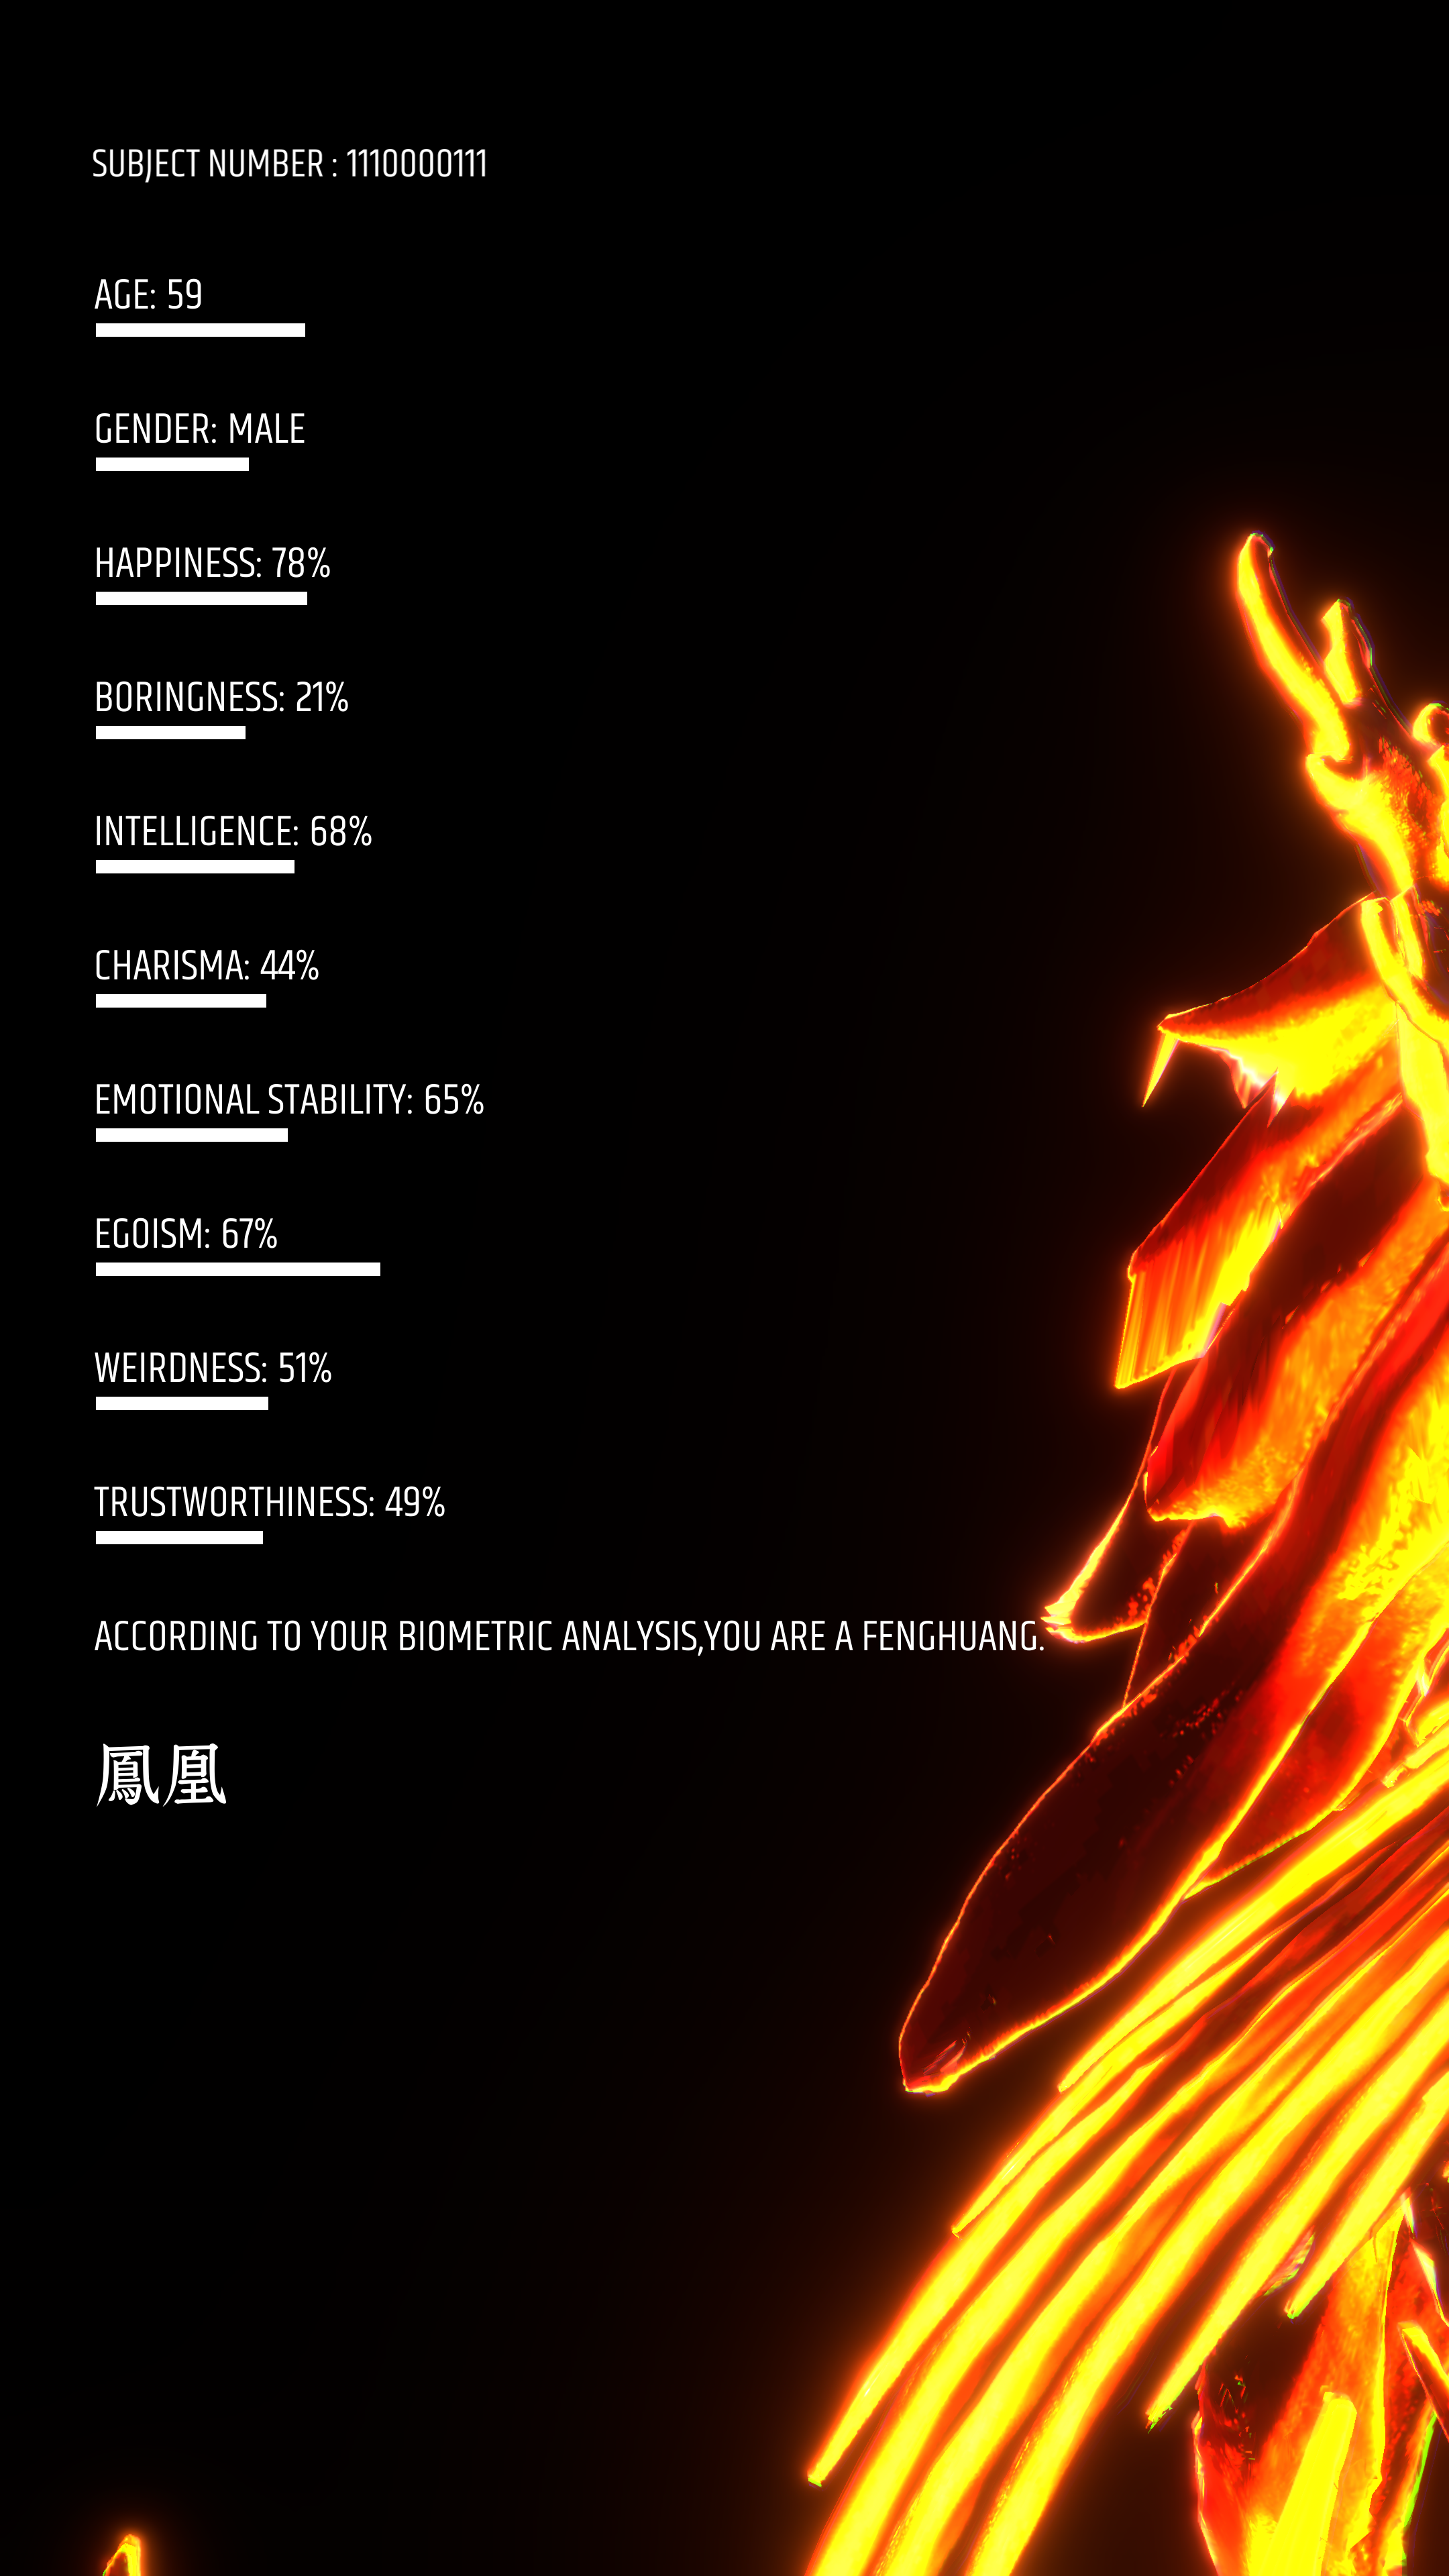 SUBJECT NUMBER : 1110000111
AGE: 59
GENDER: MALE
HAPPINESS: 78%
BORINGNESS: 21%
INTELLIGENCE: 68%
CHARISMA: 44%
EMOTIONAL STABILITY: 65%
EGOISM: 67%
WEIRDNESS: 51%
TRUSTWORTHINESS: 49%
ACCORDING TO YOUR BIOMETRIC ANALYSIS,YOU ARE A FENGHUANG.
鳳凰